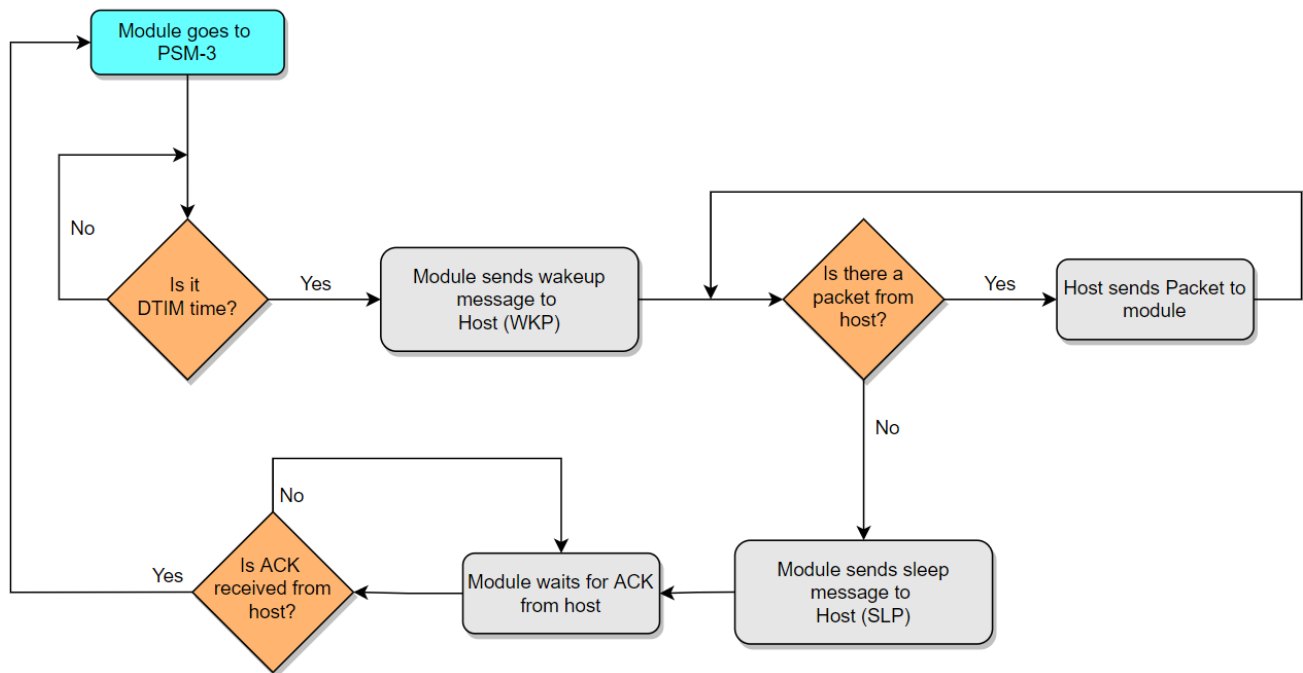 Module goes to
PSM-3
No
Is it
DTIM time?
Yes
Module sends wakeup
message to
Host (WKP)
Is there a
packet from
host?
Yes
Host sends Packet to
module
No
Module sends sleep
message to
Host (SLP)
Module waits for ACK
from host
No
Is ACK
received from
host?
Yes